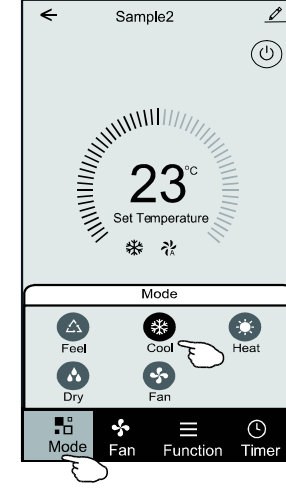 Sample2
23°C
Set Temperature
A
Mode
Feel
Cool
Heat
Dry
Fan
Mode
Fan
Function
Timer